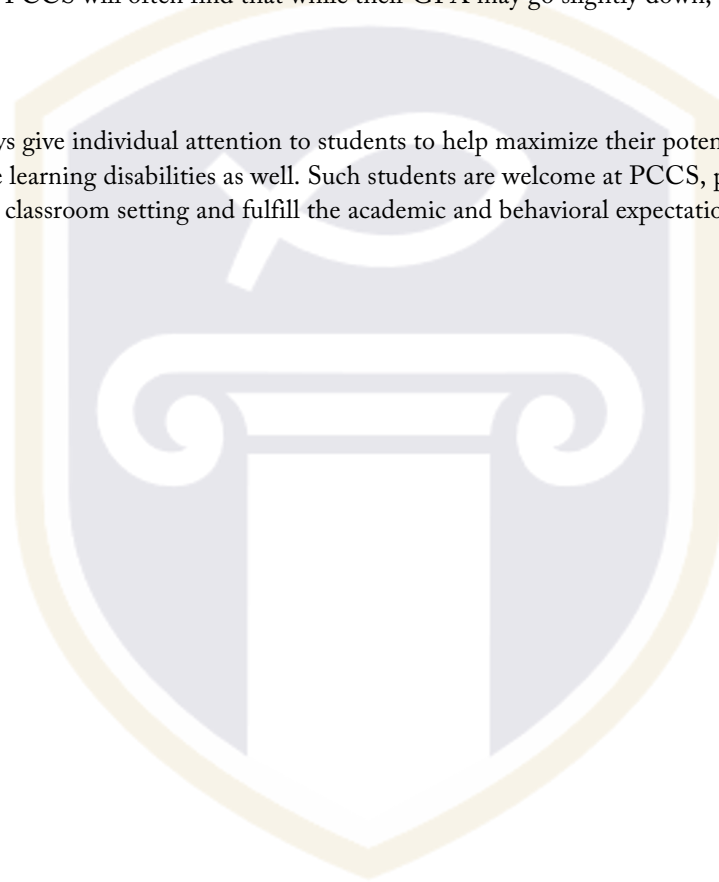 PCCS will often find that while their GPA may go slightly down,
ys give individual attention to students to help maximize their poten
e learning disabilities as well. Such students are welcome at PCCS, p
classroom setting and fulfill the academic and behavioral expectatio